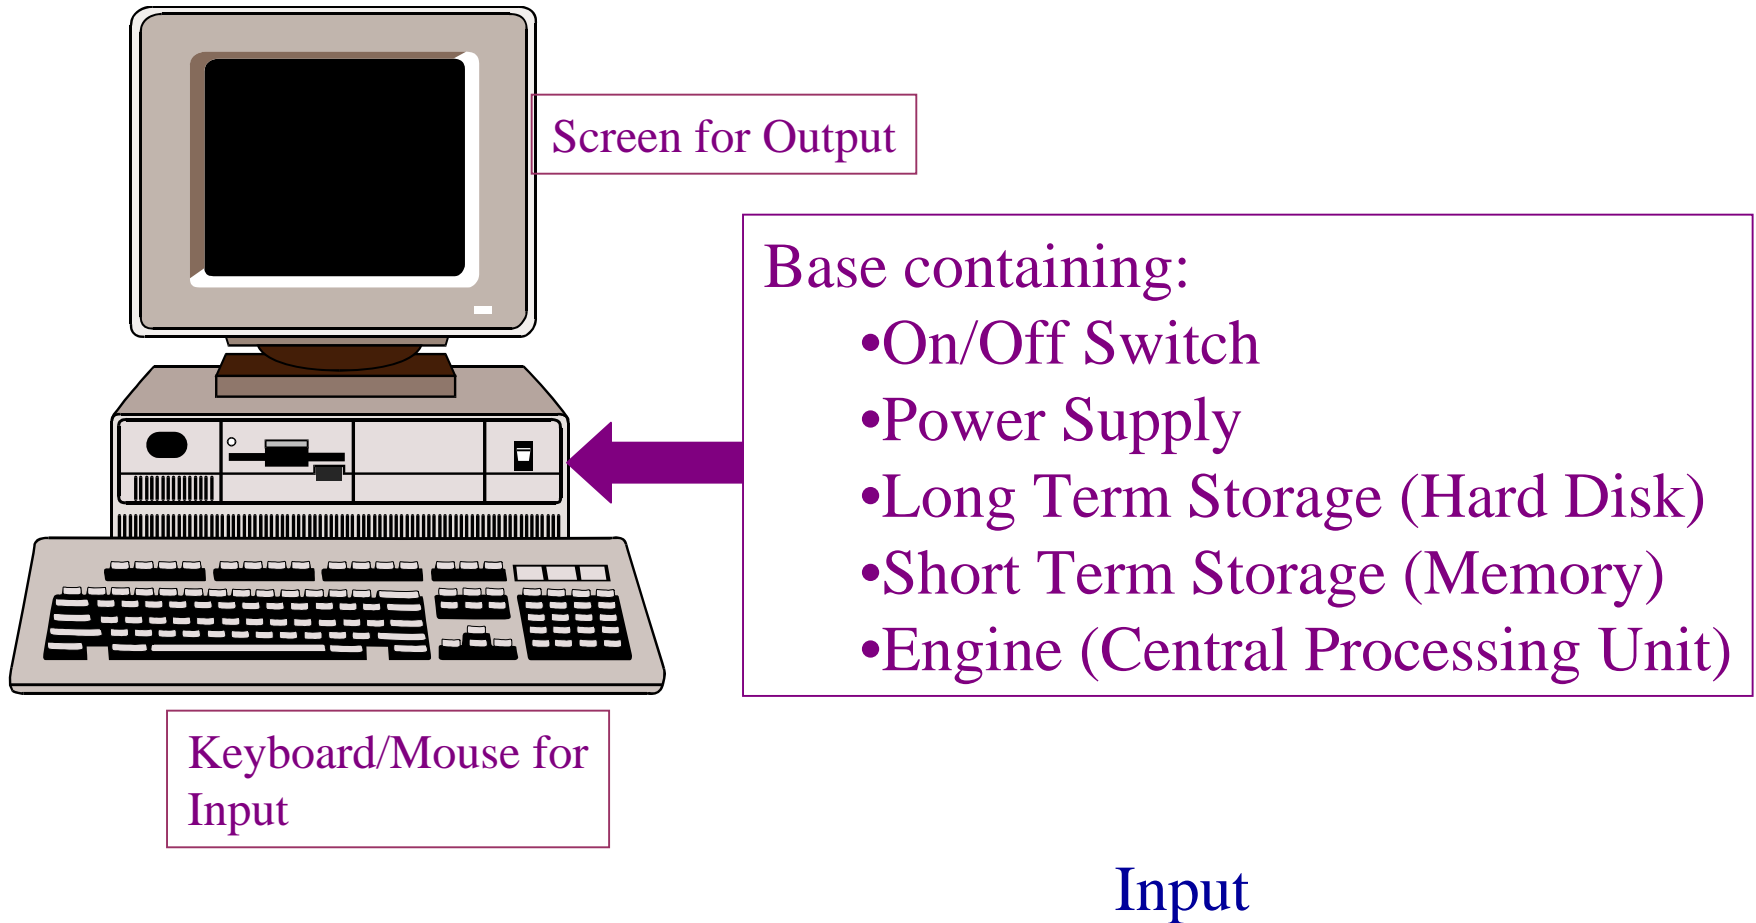 Screen for Output
Base containing:
•On/Off Switch
•Power Supply
•Long Term Storage (Hard Disk)
•Short Term Storage (Memory)
•Engine (Central Processing Unit)
Keyboard/Mouse for
Input
Input